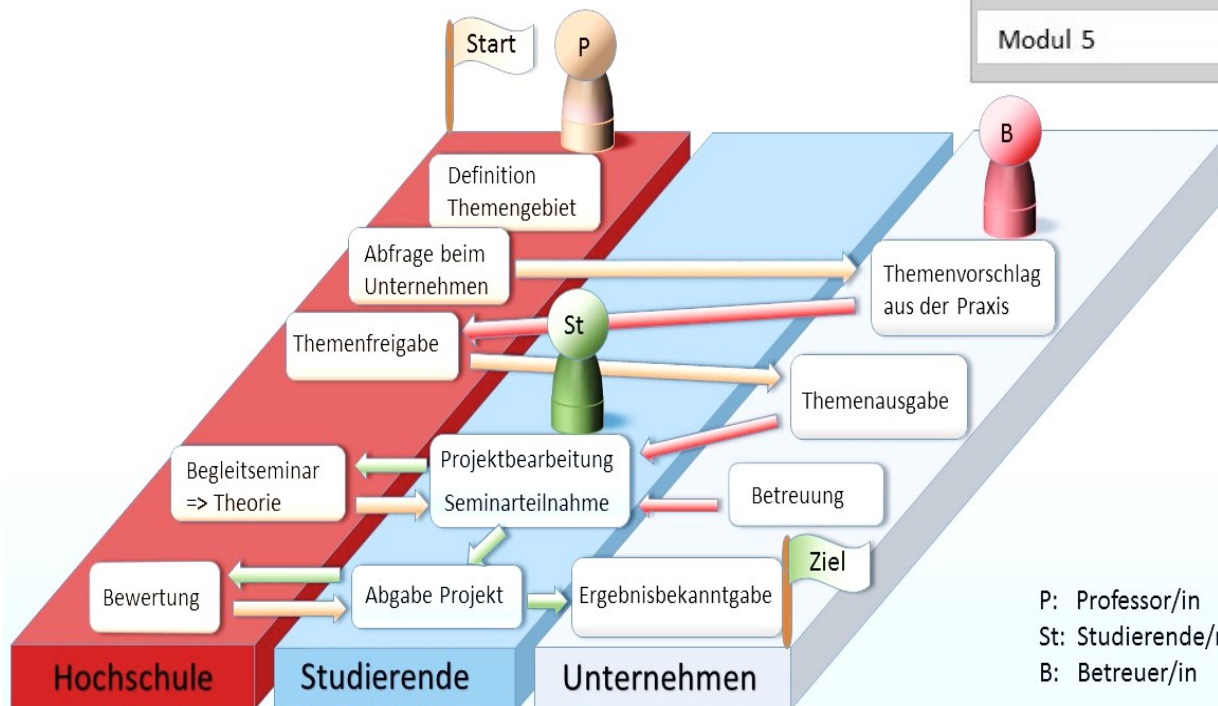 Modul 5
Start
P
B
Definition
Themengebiet
Abfrage beim
Unternehmen
Themenvorschlag
aus der Praxis
St
Themenfreigabe
Themenausgabe
Begleitseminar
=> Theorie
Projektbearbeitung
Seminarteilnahme
Betreuung
Ziel
Bewertung
Abgabe Projekt
Ergebnisbekanntgabe
P: Professor/in
St: Studierende/
B: Betreuer/in
Hochschule
Studierende
Unternehmen